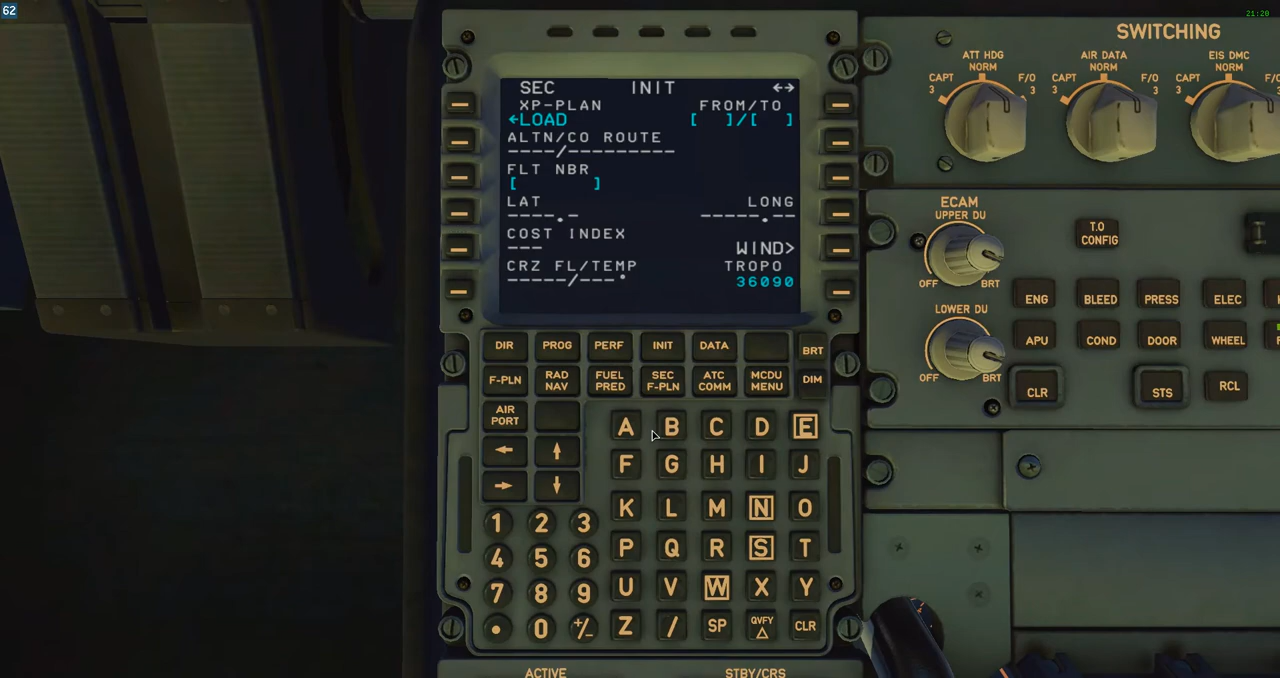 62
21:20
SEC INIT ↔
XP-PLAN FROM/TO
←LOAD [ ]/[ ]
ALTN/CO ROUTE
----/---------
FLT NBR
[ ]
LAT LONG
----.- -----.--
COST INDEX
---
WIND>
CRZ FL/TEMP TROPO
-----/---° 36090
DIR PROG PERF INIT DATA BRT
F-PLN RAD NAV FUEL PRED SEC F-PLN ATC COMM MCDU MENU DIM
AIR PORT
← ↑
→ ↓
A B C D E
F G H I J
K L M N O
P Q R S T
U V W X Y
Z / SP OVFY △ CLR
1 2 3
4 5 6
7 8 9
. 0 +/-
ACTIVE STBY/CRS
SWITCHING
ATT HDG AIR DATA EIS DMC
NORM NORM NORM
CAPT 3 F/O 3 CAPT 3 F/O 3 CAPT 3 F/O 3
ECAM
UPPER DU
OFF BRT
LOWER DU
OFF BRT
T.O CONFIG
ENG BLEED PRESS ELEC
APU COND DOOR WHEEL
CLR STS RCL